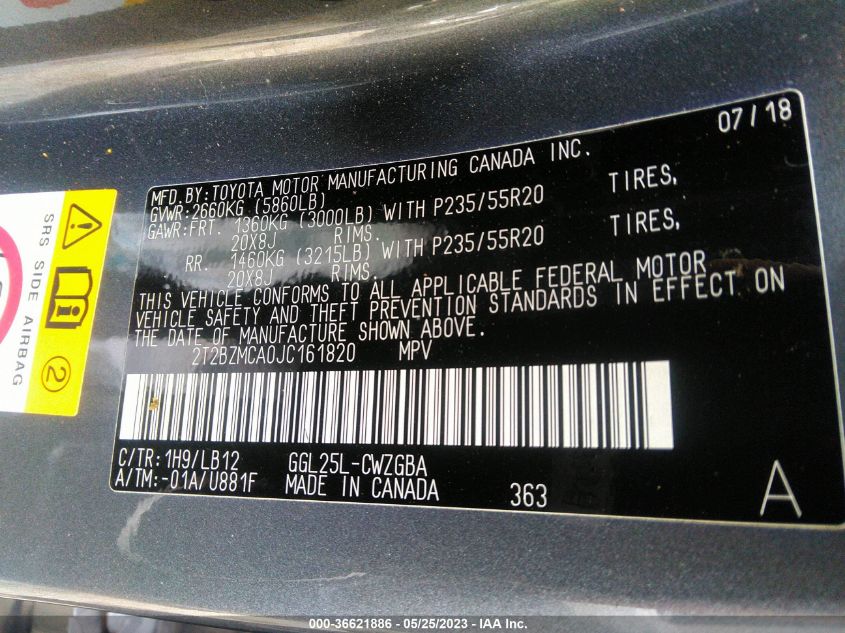 07/18
MFD.BY:TOYOTA MOTOR MANUFACTURING CANADA INC.
GVWR:2660KG (5860LB)
GAWR:FRT. 1360KG (3000LB) WITH P235/55R20 TIRES,
20X8J RIMS.
RR. 1460KG (3215LB) WITH P235/55R20 TIRES,
20X8J RIMS.
THIS VEHICLE CONFORMS TO ALL APPLICABLE FEDERAL MOTOR
VEHICLE SAFETY AND THEFT PREVENTION STANDARDS IN EFFECT ON
THE DATE OF MANUFACTURE SHOWN ABOVE.
2T2BZMCA0JC161820 MPV
C/TR:1H9/LB12 GGL25L-CWZGBA
A/TM:-01A/U881F MADE IN CANADA 363 A
SRS SIDE AIRBAG
2
000-36621886 - 05/25/2023 - IAA Inc.